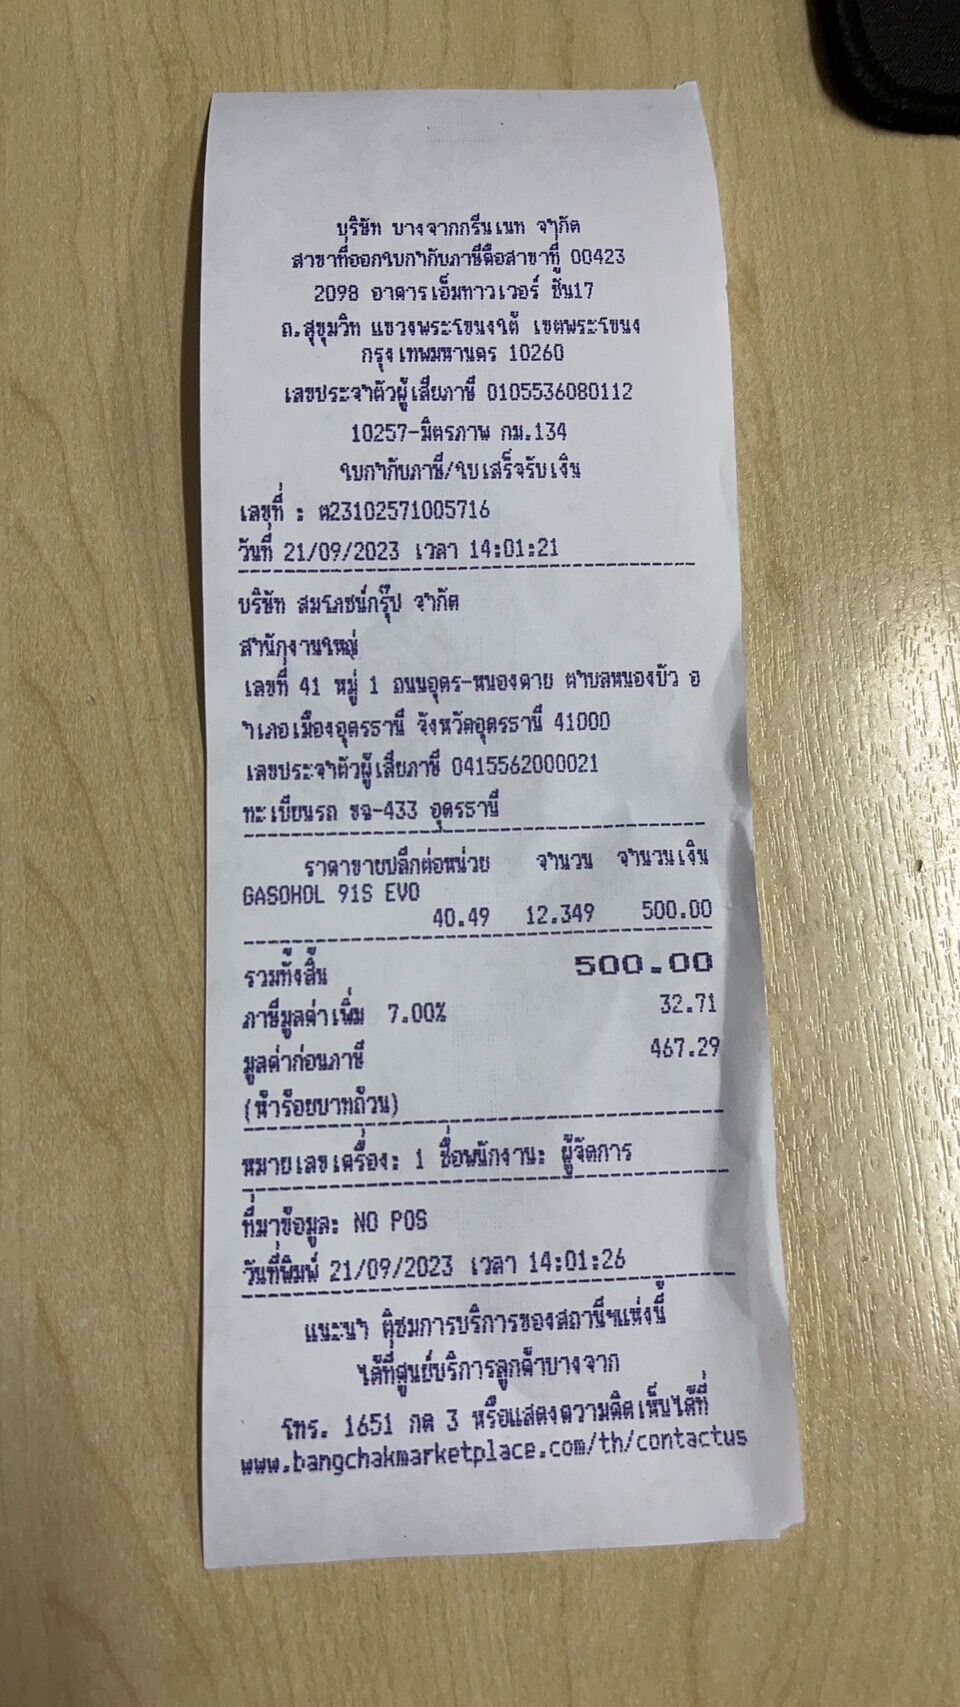 บริษัท บางจากกรีนเนท จำกัด
สาขาที่ออกใบกำกับภาษีคือสาขาที่ 00423
2098 อาคารเอ็มทาวเวอร์ ชั้น17
ถ.สุขุมวิท แขวงพระโขนงใต้ เขตพระโขนง
กรุงเทพมหานคร 10260
เลขประจำตัวผู้เสียภาษี 0105536080112
10257-มิตรภาพ กม.134
ใบกำกับภาษี/ใบเสร็จรับเงิน
เลขที่ : ต23102571005716
วันที่ 21/09/2023 เวลา 14:01:21
บริษัท สมโภชน์กรุ๊ป จำกัด
สำนักงานใหญ่
เลขที่ 41 หมู่ 1 ถนนอุดร-หนองคาย ตำบลหนองบัว อ
ำเภอเมืองอุดรธานี จังหวัดอุดรธานี 41000
เลขประจำตัวผู้เสียภาษี 0415562000021
ทะเบียนรถ ขฉ-433 อุดรธานี
ราคาขายปลีกต่อหน่วย จำนวน จำนวนเงิน
GASOHOL 91S EVO
40.49 12.349 500.00
รวมทั้งสิ้น 500.00
ภาษีมูลค่าเพิ่ม 7.00% 32.71
มูลค่าก่อนภาษี 467.29
(ห้าร้อยบาทถ้วน)
หมายเลขเครื่อง: 1 ชื่อพนักงาน: ผู้จัดการ
ที่มาข้อมูล: NO POS
วันที่พิมพ์ 21/09/2023 เวลา 14:01:26
แนะนำ ติชมการบริการของสถานีฯแห่งนี้
ได้ที่ศูนย์บริการลูกค้าบางจาก
โทร. 1651 กด 3 หรือแสดงความคิดเห็นได้ที่
www.bangchakmarketplace.com/th/contactus